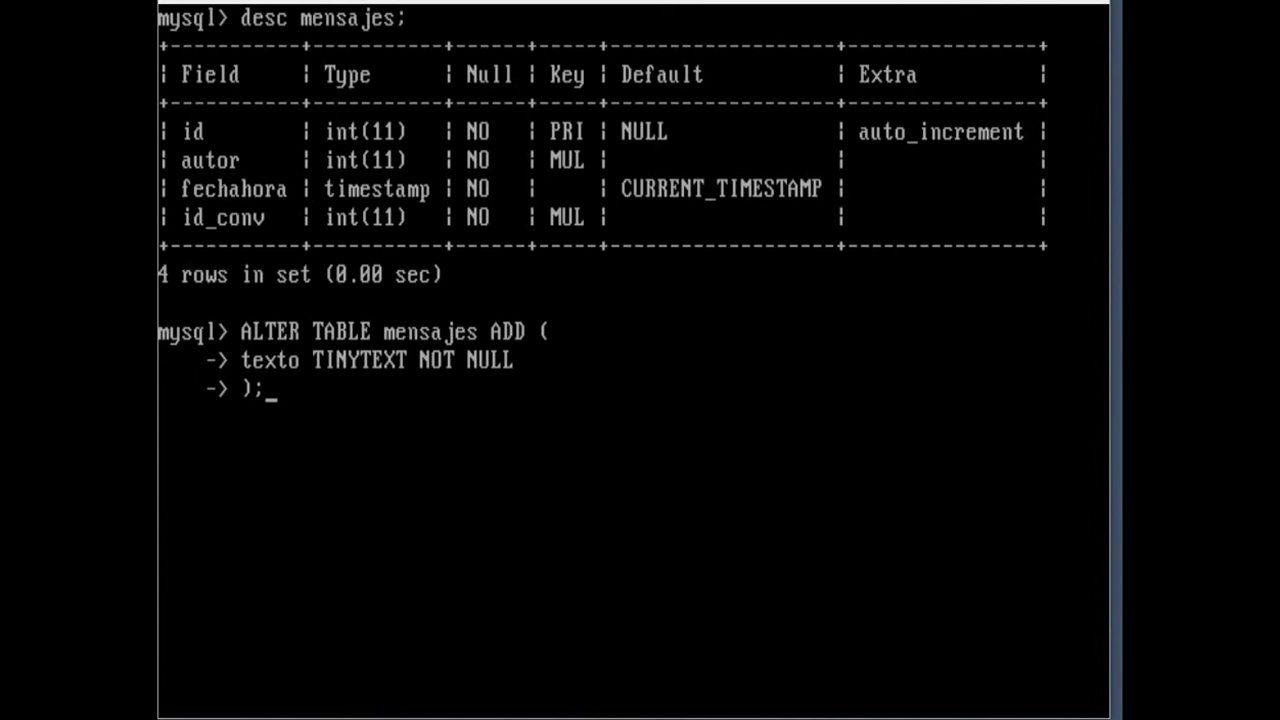 mysql> desc mensajes;
+-----------+-----------+------+-----+-------------------+----------------+
| Field     | Type      | Null | Key | Default           | Extra          |
+-----------+-----------+------+-----+-------------------+----------------+
| id        | int(11)   | NO   | PRI | NULL              | auto_increment |
| autor     | int(11)   | NO   | MUL |                   |                |
| fechahora | timestamp | NO   |     | CURRENT_TIMESTAMP |                |
| id_conv   | int(11)   | NO   | MUL |                   |                |
+-----------+-----------+------+-----+-------------------+----------------+
4 rows in set (0.00 sec)
mysql> ALTER TABLE mensajes ADD (
    -> texto TINYTEXT NOT NULL
    -> );_